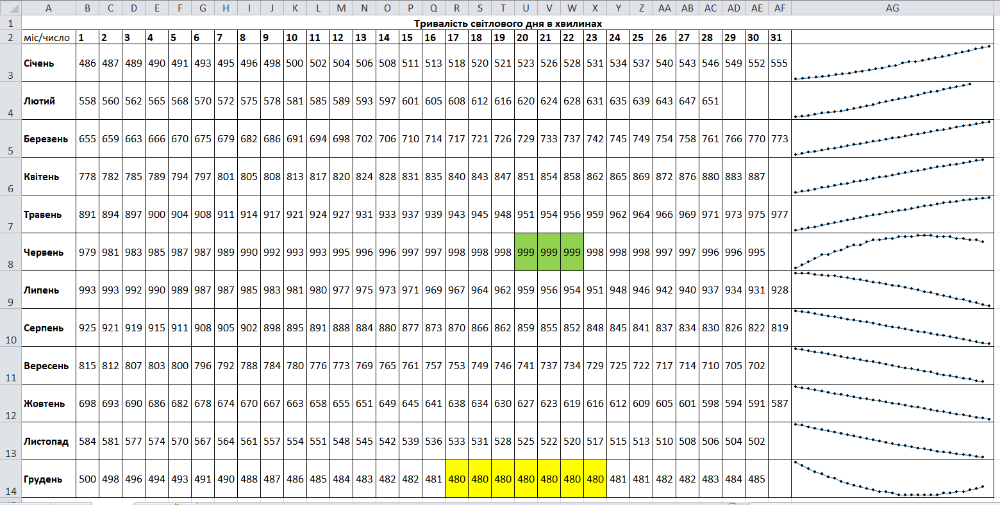 A B C D E F G H I J K L M N O P Q R S T U V W X Y Z AA AB AC AD AE AF AG
1 Тривалість світлового дня в хвилинах
2 міс/число 1 2 3 4 5 6 7 8 9 10 11 12 13 14 15 16 17 18 19 20 21 22 23 24 25 26 27 28 29 30 31
3 Січень 486 487 489 490 491 493 495 496 498 500 502 504 506 508 511 513 518 520 521 523 526 528 531 534 537 540 543 546 549 552 555
4 Лютий 558 560 562 565 568 570 572 575 578 581 585 589 593 597 601 605 608 612 616 620 624 628 631 635 639 643 647 651
5 Березень 655 659 663 666 670 675 679 682 686 691 694 698 702 706 710 714 717 721 726 729 733 737 742 745 749 754 758 761 766 770 773
6 Квітень 778 782 785 789 794 797 801 805 808 813 817 820 824 828 831 835 840 843 847 851 854 858 862 865 869 872 876 880 883 887
7 Травень 891 894 897 900 904 908 911 914 917 921 924 927 931 933 937 939 943 945 948 951 954 956 959 962 964 966 969 971 973 975 977
8 Червень 979 981 983 985 987 987 989 990 992 993 993 995 996 996 997 997 998 998 998 999 999 999 998 998 998 997 997 996 996 995
9 Липень 993 993 992 990 989 987 987 985 983 981 980 977 975 973 971 969 967 964 962 959 956 954 951 948 946 942 940 937 934 931 928
10 Серпень 925 921 919 915 911 908 905 902 898 895 891 888 884 880 877 873 870 866 862 859 855 852 848 845 841 837 834 830 826 822 819
11 Вересень 815 812 807 803 800 796 792 788 784 780 776 773 769 765 761 757 753 749 746 741 737 734 729 725 722 717 714 710 705 702
12 Жовтень 698 693 690 686 682 678 674 670 667 663 658 655 651 649 645 641 638 634 630 627 623 619 616 612 609 605 601 598 594 591 587
13 Листопад 584 581 577 574 570 567 564 561 557 554 551 548 545 542 539 536 533 531 528 525 522 520 517 515 513 510 508 506 504 502
14 Грудень 500 498 496 494 493 491 490 488 487 486 485 484 483 482 482 481 480 480 480 480 480 480 480 481 481 482 482 483 484 485